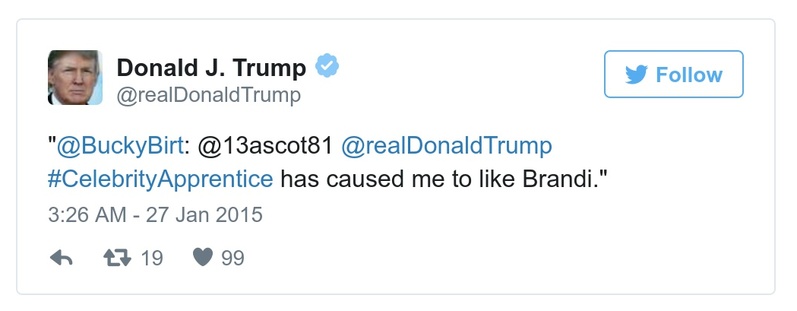 Donald J. Trump
Follow
@realDonaldTrump
"@BuckyBirt: @13ascot81 @realDonaldTrump
#CelebrityApprentice has caused me to like Brandi."
3:26 AM - 27 Jan 2015
19 99